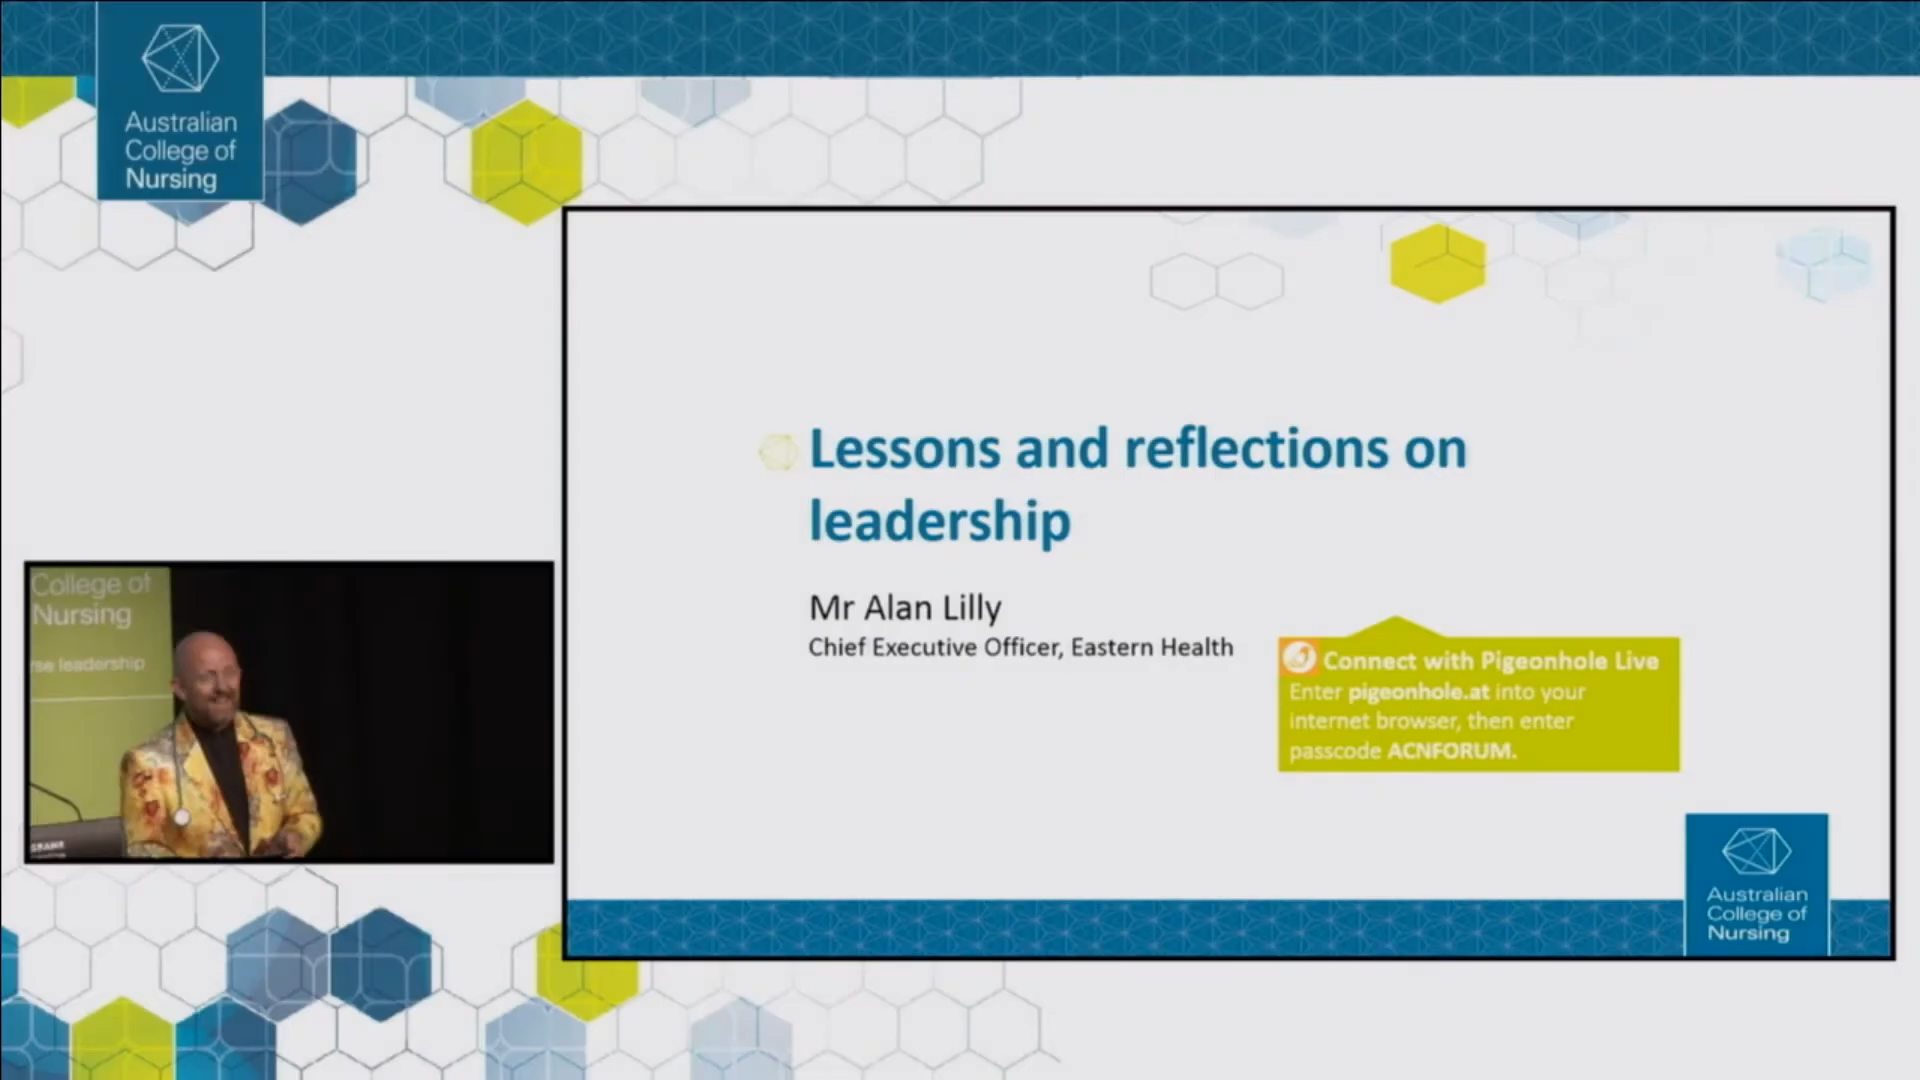 Australian
College of
Nursing
Lessons and reflections on
leadership
Mr Alan Lilly
Chief Executive Officer, Eastern Health
Connect with Pigeonhole Live
Enter pigeonhole.at into your
internet browser, then enter
passcode ACNFORUM.
College of
Nursing
rse leadership
Australian
College of
Nursing